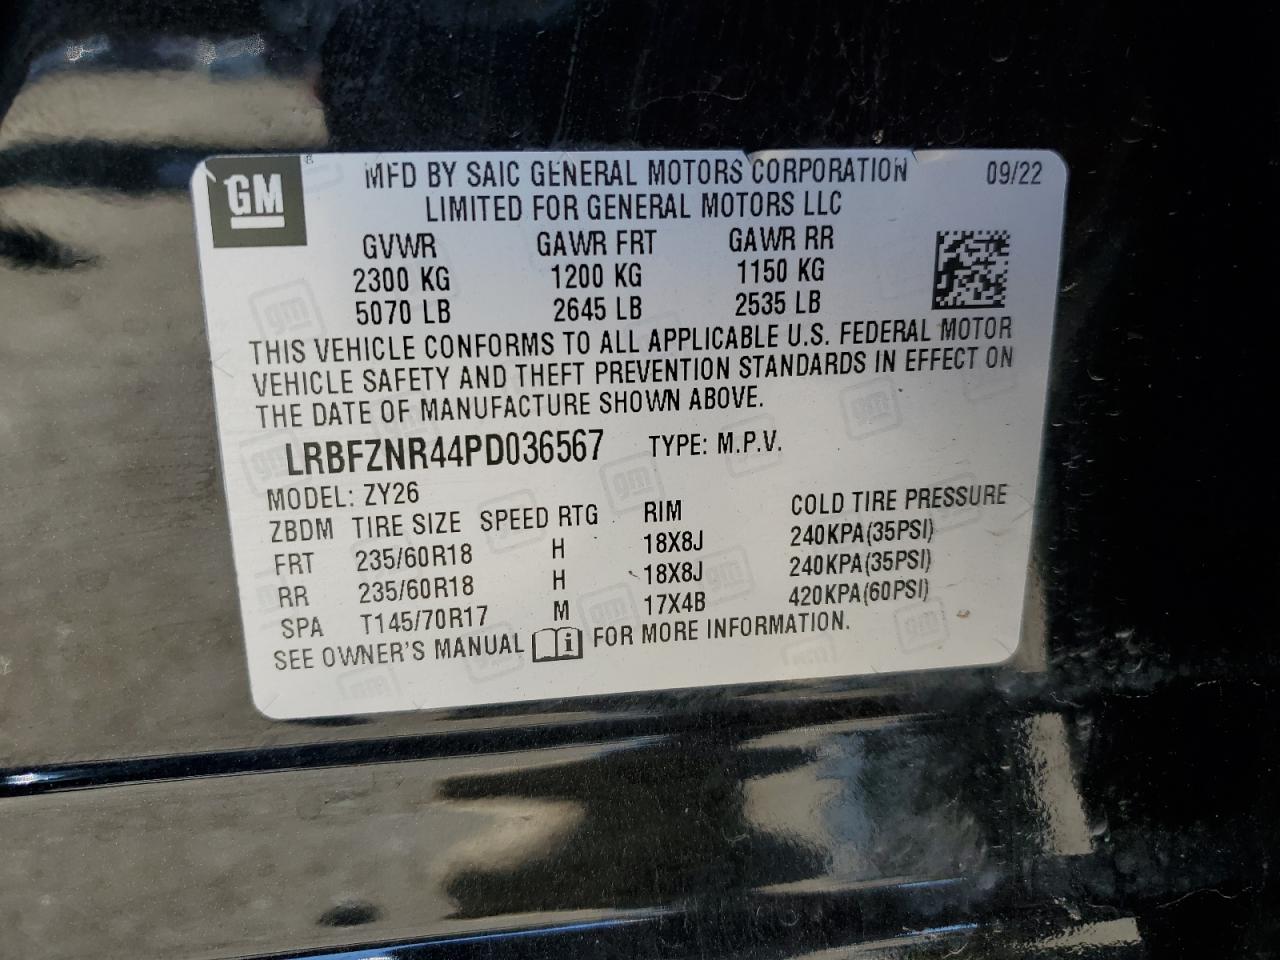 GM ® MFD BY SAIC GENERAL MOTORS CORPORATION 09/22
LIMITED FOR GENERAL MOTORS LLC
GVWR GAWR FRT GAWR RR
2300 KG 1200 KG 1150 KG
5070 LB 2645 LB 2535 LB
THIS VEHICLE CONFORMS TO ALL APPLICABLE U.S. FEDERAL MOTOR
VEHICLE SAFETY AND THEFT PREVENTION STANDARDS IN EFFECT ON
THE DATE OF MANUFACTURE SHOWN ABOVE.
LRBFZNR44PD036567 TYPE: M.P.V.
MODEL: ZY26
ZBDM TIRE SIZE SPEED RTG RIM COLD TIRE PRESSURE
FRT 235/60R18 H 18X8J 240KPA(35PSI)
RR 235/60R18 H 18X8J 240KPA(35PSI)
SPA T145/70R17 M 17X4B 420KPA(60PSI)
SEE OWNER'S MANUAL i FOR MORE INFORMATION.